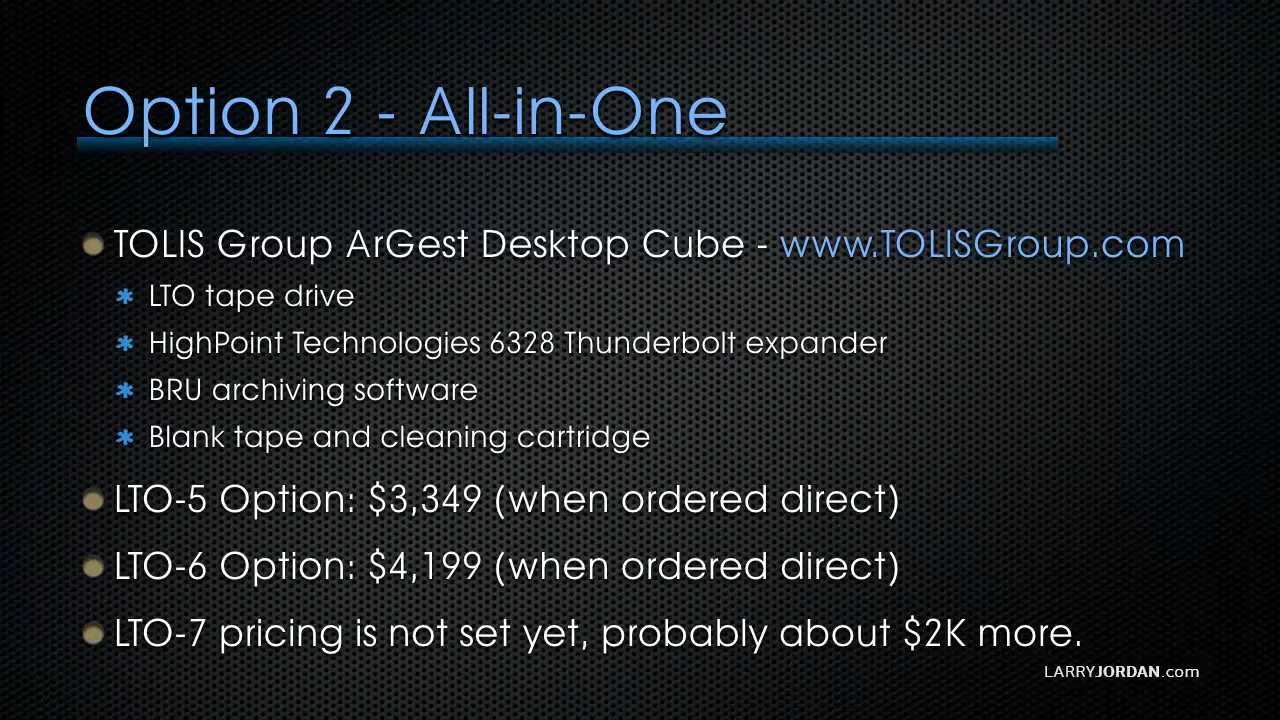 Option 2 - All-in-One
TOLIS Group ArGest Desktop Cube - www.TOLISGroup.com
LTO tape drive
HighPoint Technologies 6328 Thunderbolt expander
BRU archiving software
Blank tape and cleaning cartridge
LTO-5 Option: $3,349 (when ordered direct)
LTO-6 Option: $4,199 (when ordered direct)
LTO-7 pricing is not set yet, probably about $2K more.
LARRYJORDAN.com